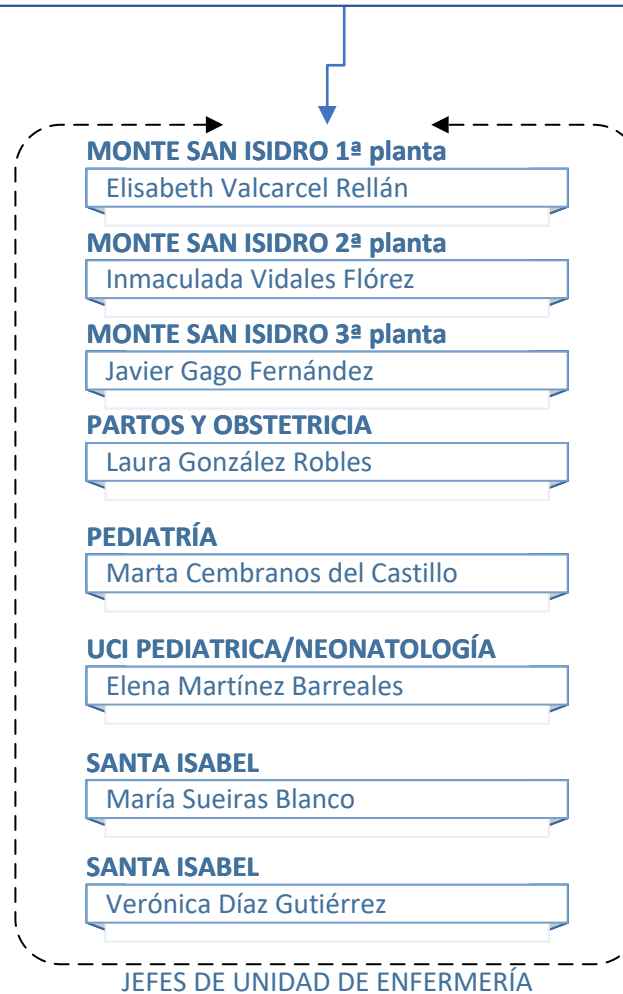 MONTE SAN ISIDRO 1ª planta
Elisabeth Valcarcel Rellán
MONTE SAN ISIDRO 2ª planta
Inmaculada Vidales Flórez
MONTE SAN ISIDRO 3ª planta
Javier Gago Fernández
PARTOS Y OBSTETRICIA
Laura González Robles
PEDIATRÍA
Marta Cembranos del Castillo
UCI PEDIATRICA/NEONATOLOGÍA
Elena Martínez Barreales
SANTA ISABEL
María Sueiras Blanco
SANTA ISABEL
Verónica Díaz Gutiérrez
JEFES DE UNIDAD DE ENFERMERÍA